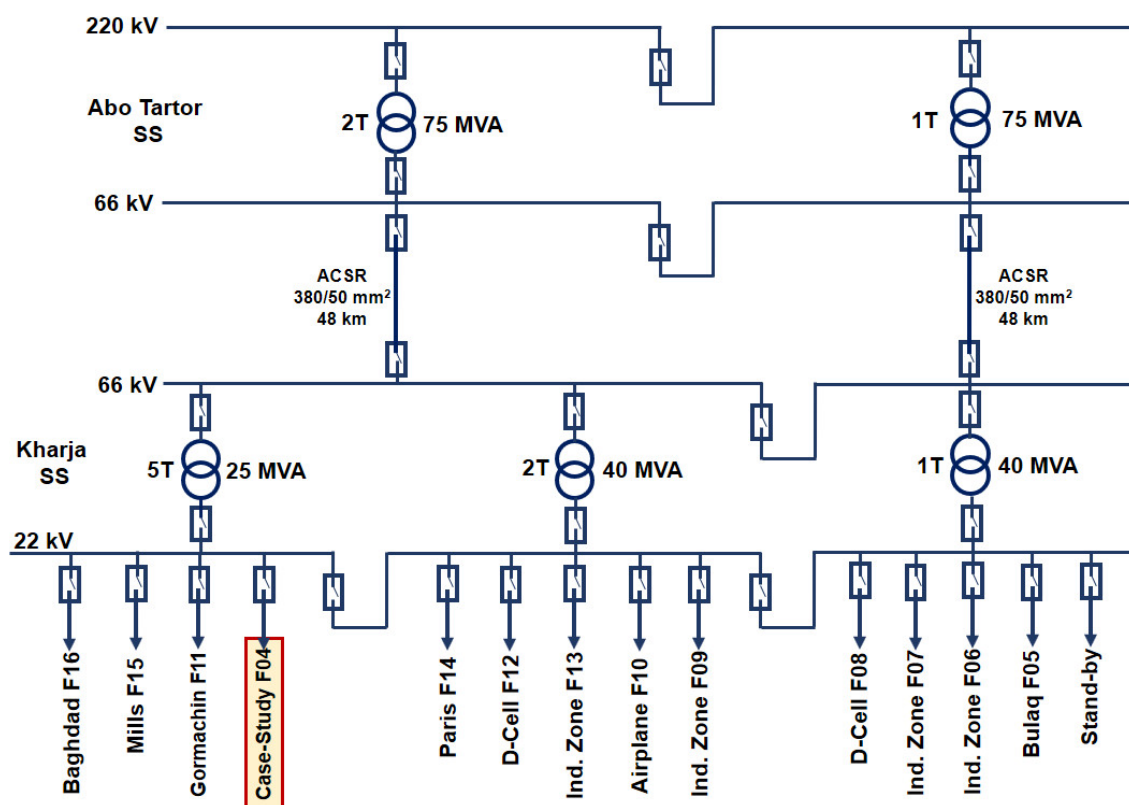 220 kV
Abo Tartor
SS
2T
75 MVA
1T
75 MVA
66 kV
ACSR
380/50 mm²
48 km
ACSR
380/50 mm²
48 km
66 kV
Kharja
SS
5T
25 MVA
2T
40 MVA
1T
40 MVA
22 kV
Baghdad F16
Mills F15
Gormachin F11
Case-Study F04
Paris F14
D-Cell F12
Ind. Zone F13
Airplane F10
Ind. Zone F09
D-Cell F08
Ind. Zone F07
Ind. Zone F06
Bulaq F05
Stand-by